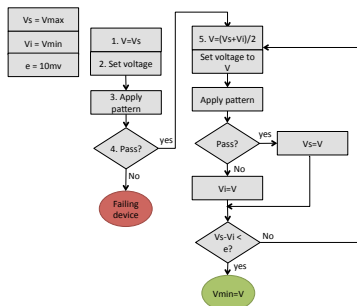 Vs = Vmax
Vi = Vmin
e = 10mv
1. V=Vs
2. Set voltage
3. Apply
pattern
4. Pass?
yes
No
Failing
device
5. V=(Vs+Vi)/2
Set voltage to
V
Apply pattern
Pass?
yes
Vs=V
No
Vi=V
Vs-Vi <
e?
No
yes
Vmin=V